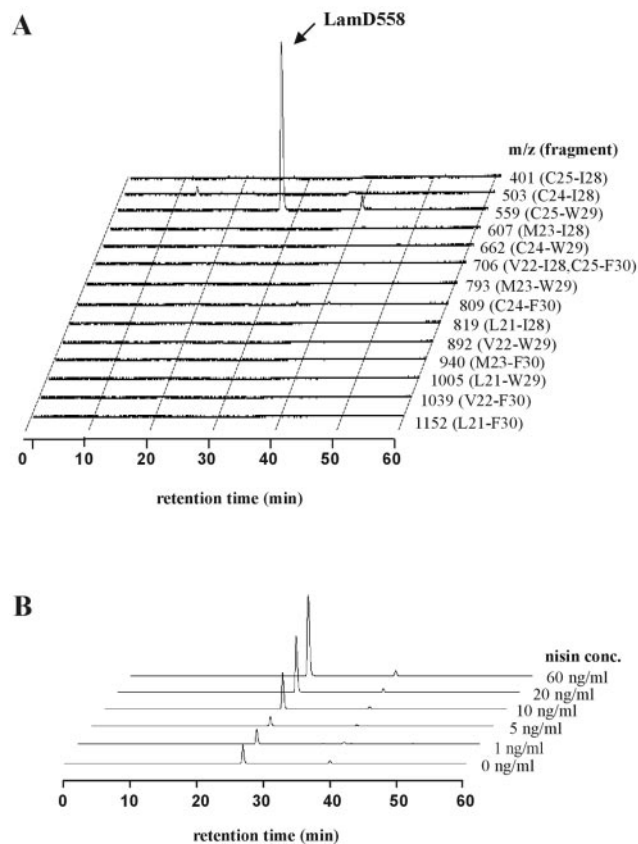 A
LamD558
m/z (fragment)
401 (C25-I28)
503 (C24-I28)
559 (C25-W29)
607 (M23-I28)
662 (C24-W29)
706 (V22-I28,C25-F30)
793 (M23-W29)
809 (C24-F30)
819 (L21-I28)
892 (V22-W29)
940 (M23-F30)
1005 (L21-W29)
1039 (V22-F30)
1152 (L21-F30)
0 10 20 30 40 50 60
retention time (min)
B
nisin conc.
60 ng/ml
20 ng/ml
10 ng/ml
5 ng/ml
1 ng/ml
0 ng/ml
0 10 20 30 40 50 60
retention time (min)